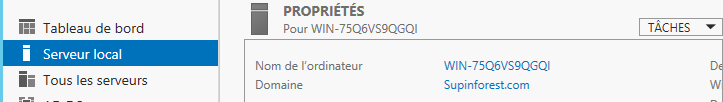 Tableau de bord
Serveur local
Tous les serveurs
PROPRIÉTÉS
Pour WIN-75Q6VS9QGQI
TÂCHES
Nom de l'ordinateur WIN-75Q6VS9QGQI
Domaine Supinforest.com